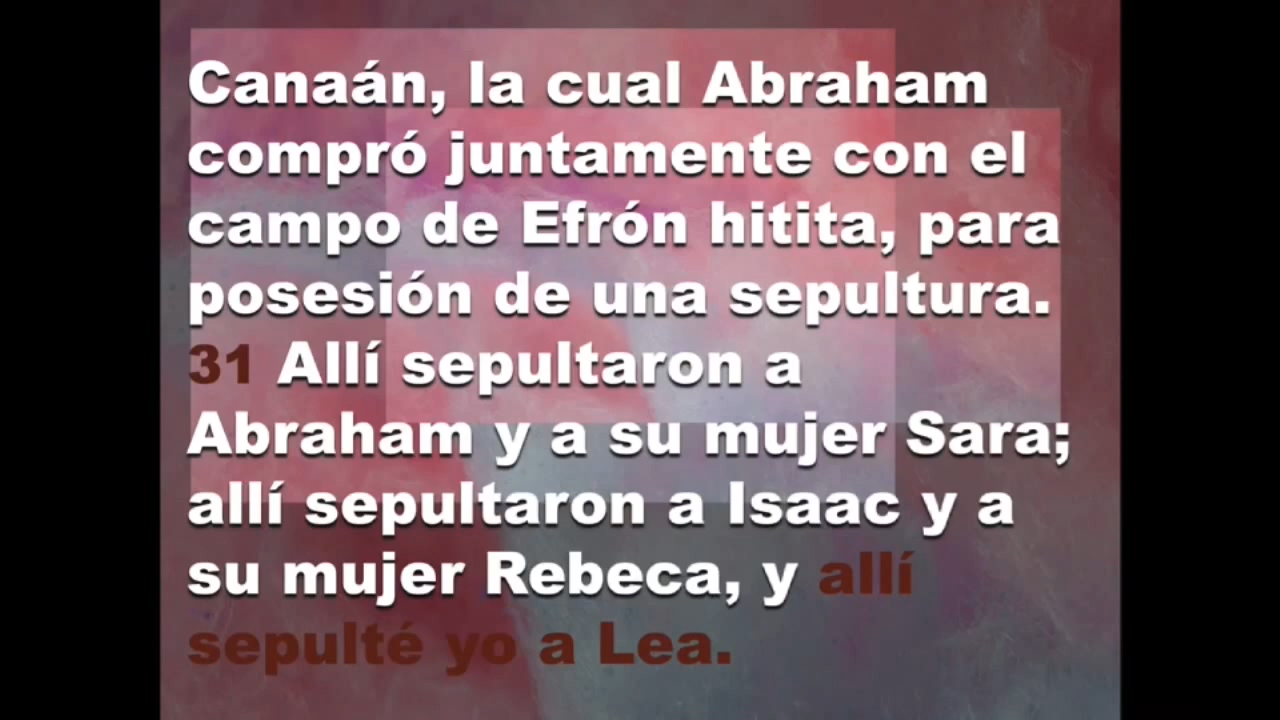 Canaán, la cual Abraham
compró juntamente con el
campo de Efrón hitita, para
posesión de una sepultura.
31 Allí sepultaron a
Abraham y a su mujer Sara;
allí sepultaron a Isaac y a
su mujer Rebeca, y allí
sepulté yo a Lea.